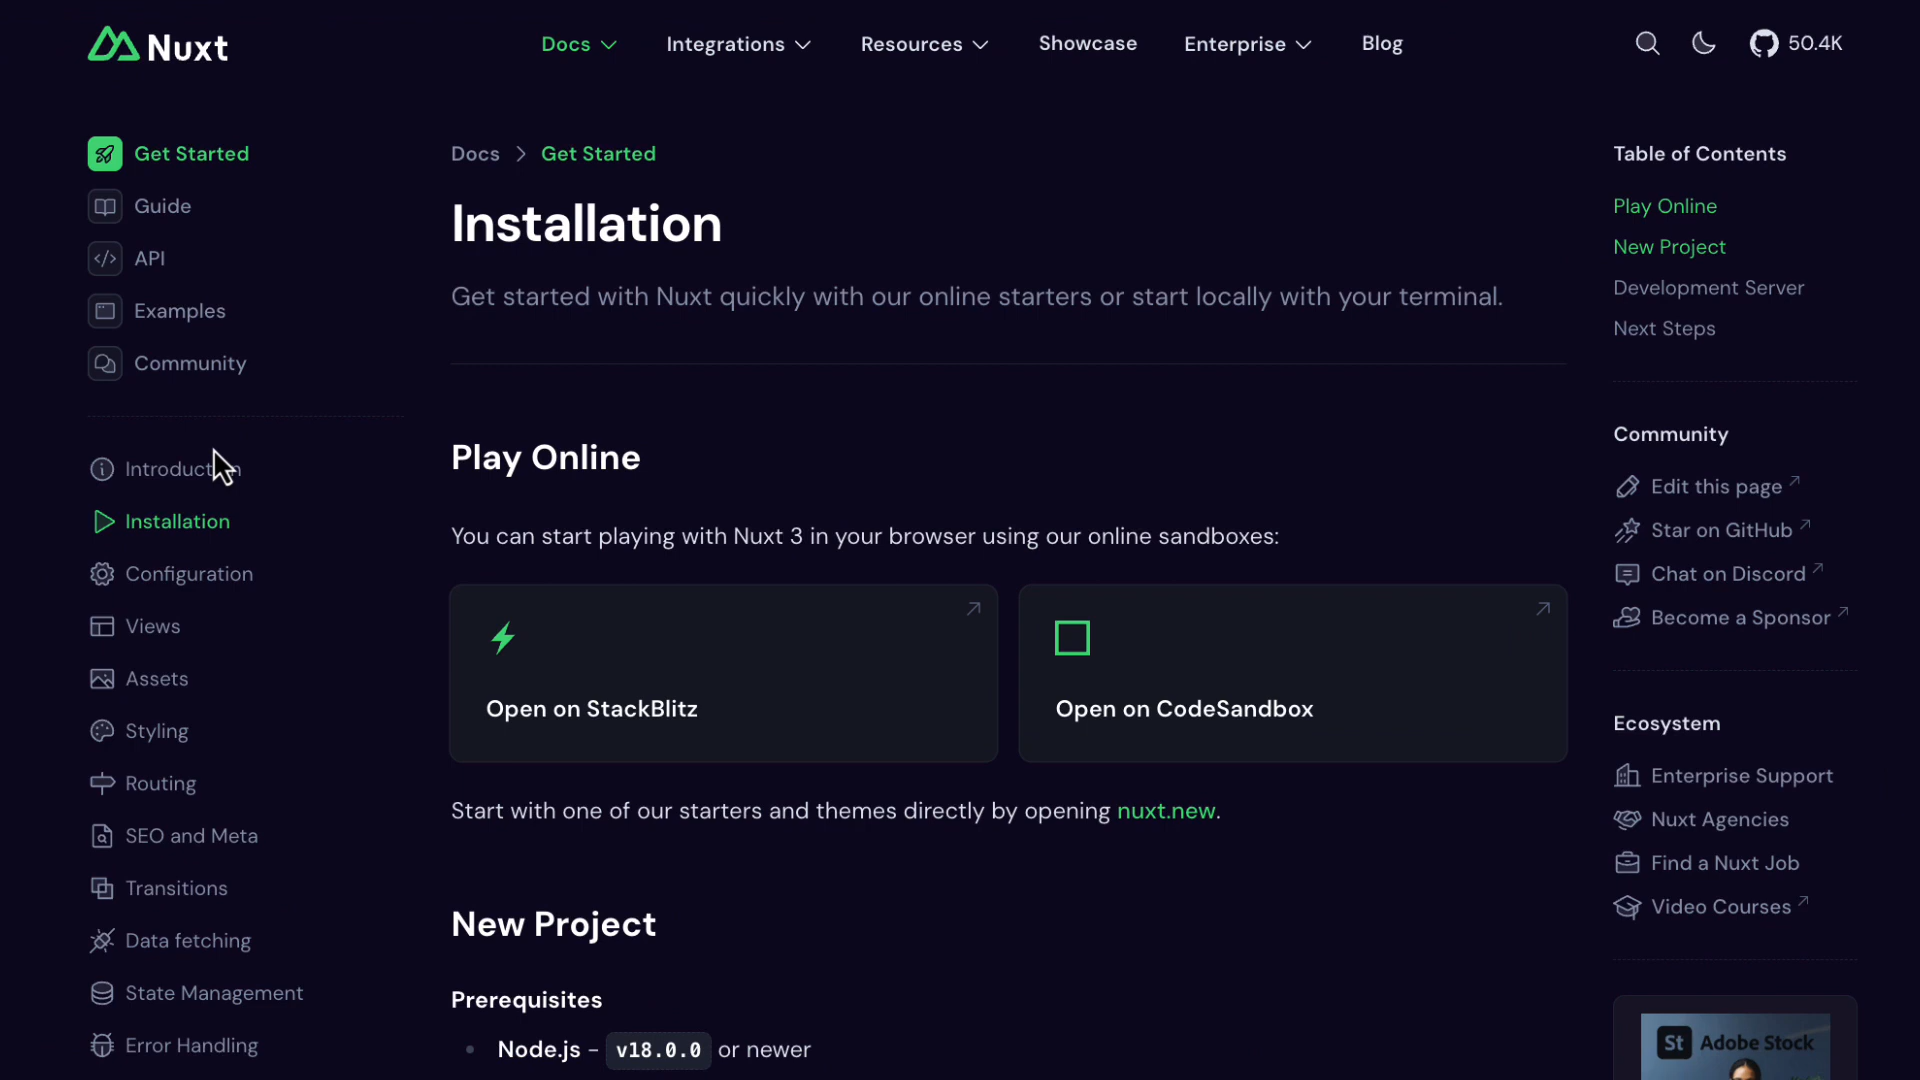 Nuxt
Docs
Integrations
Resources
Showcase
Enterprise
Blog
50.4K
Get Started
Guide
API
Examples
Community
Introduct n
Installation
Configuration
Views
Assets
Styling
Routing
SEO and Meta
Transitions
Data fetching
State Management
Error Handling
Docs > Get Started
Installation
Get started with Nuxt quickly with our online starters or start locally with your terminal.
Play Online
You can start playing with Nuxt 3 in your browser using our online sandboxes:
Open on StackBlitz
Open on CodeSandbox
Start with one of our starters and themes directly by opening nuxt.new.
New Project
Prerequisites
• Node.js - v18.0.0 or newer
Table of Contents
Play Online
New Project
Development Server
Next Steps
Community
Edit this page
Star on GitHub
Chat on Discord
Become a Sponsor
Ecosystem
Enterprise Support
Nuxt Agencies
Find a Nuxt Job
Video Courses
St Adobe Stock